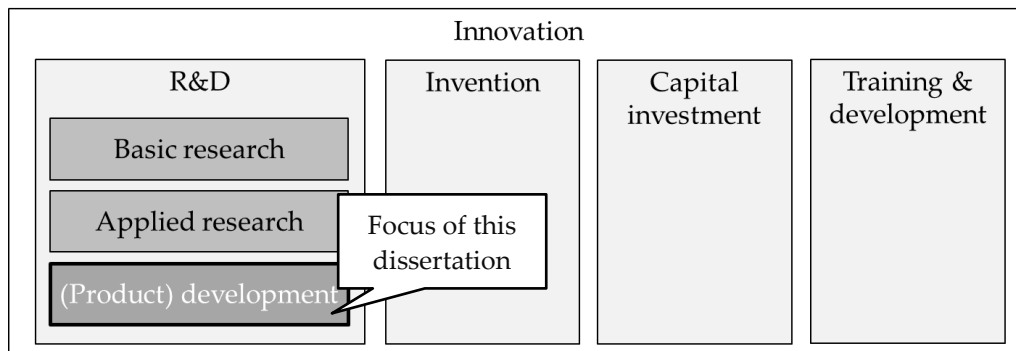 Innovation
R&D
Basic research
Applied research
(Product) development
Focus of this
dissertation
Invention
Capital
investment
Training &
development